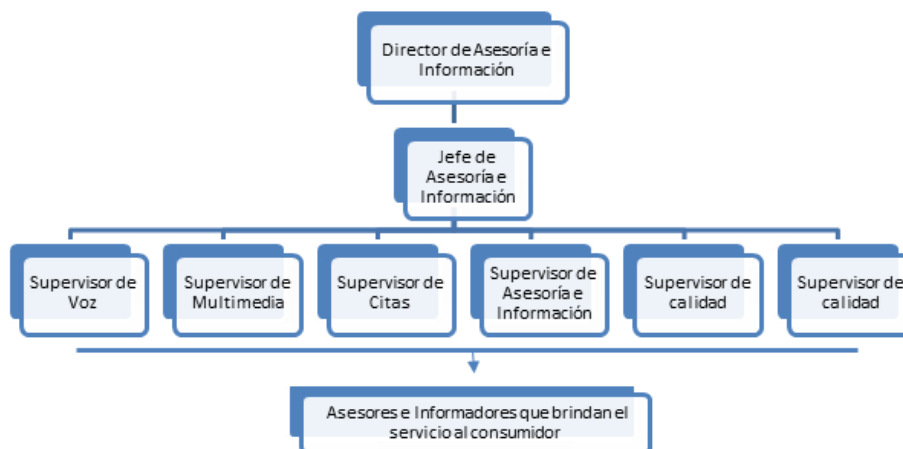 Director de Asesoría e
Información
Jefe de
Asesoría e
Información
Supervisor de
Voz
Supervisor de
Multimedia
Supervisor de
Citas
Supervisor de
Asesoría e
Información
Supervisor de
calidad
Supervisor de
calidad
Asesores e Informadores que brindan el
servicio al consumidor